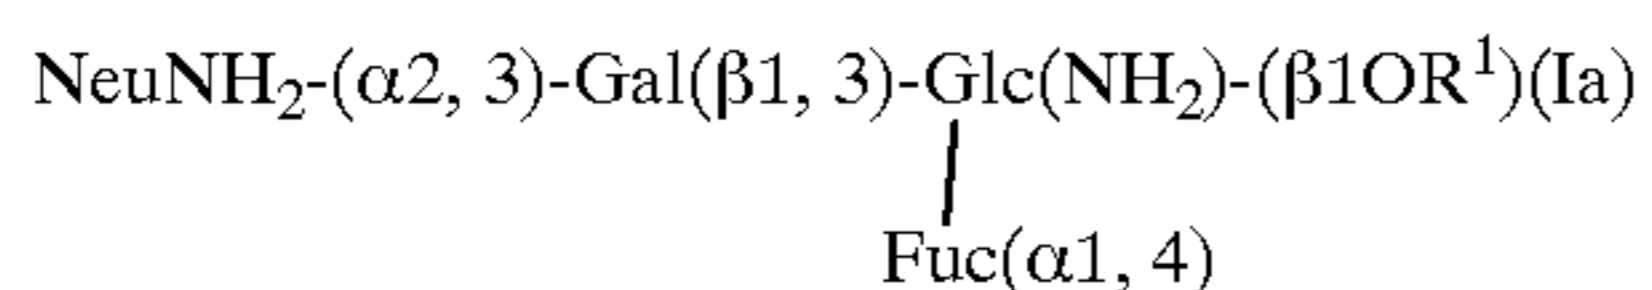 NeuNH₂-(α2, 3)-Gal(β1, 3)-Glc(NH₂)-(β1OR¹)(Ia)
Fuc(α1, 4)